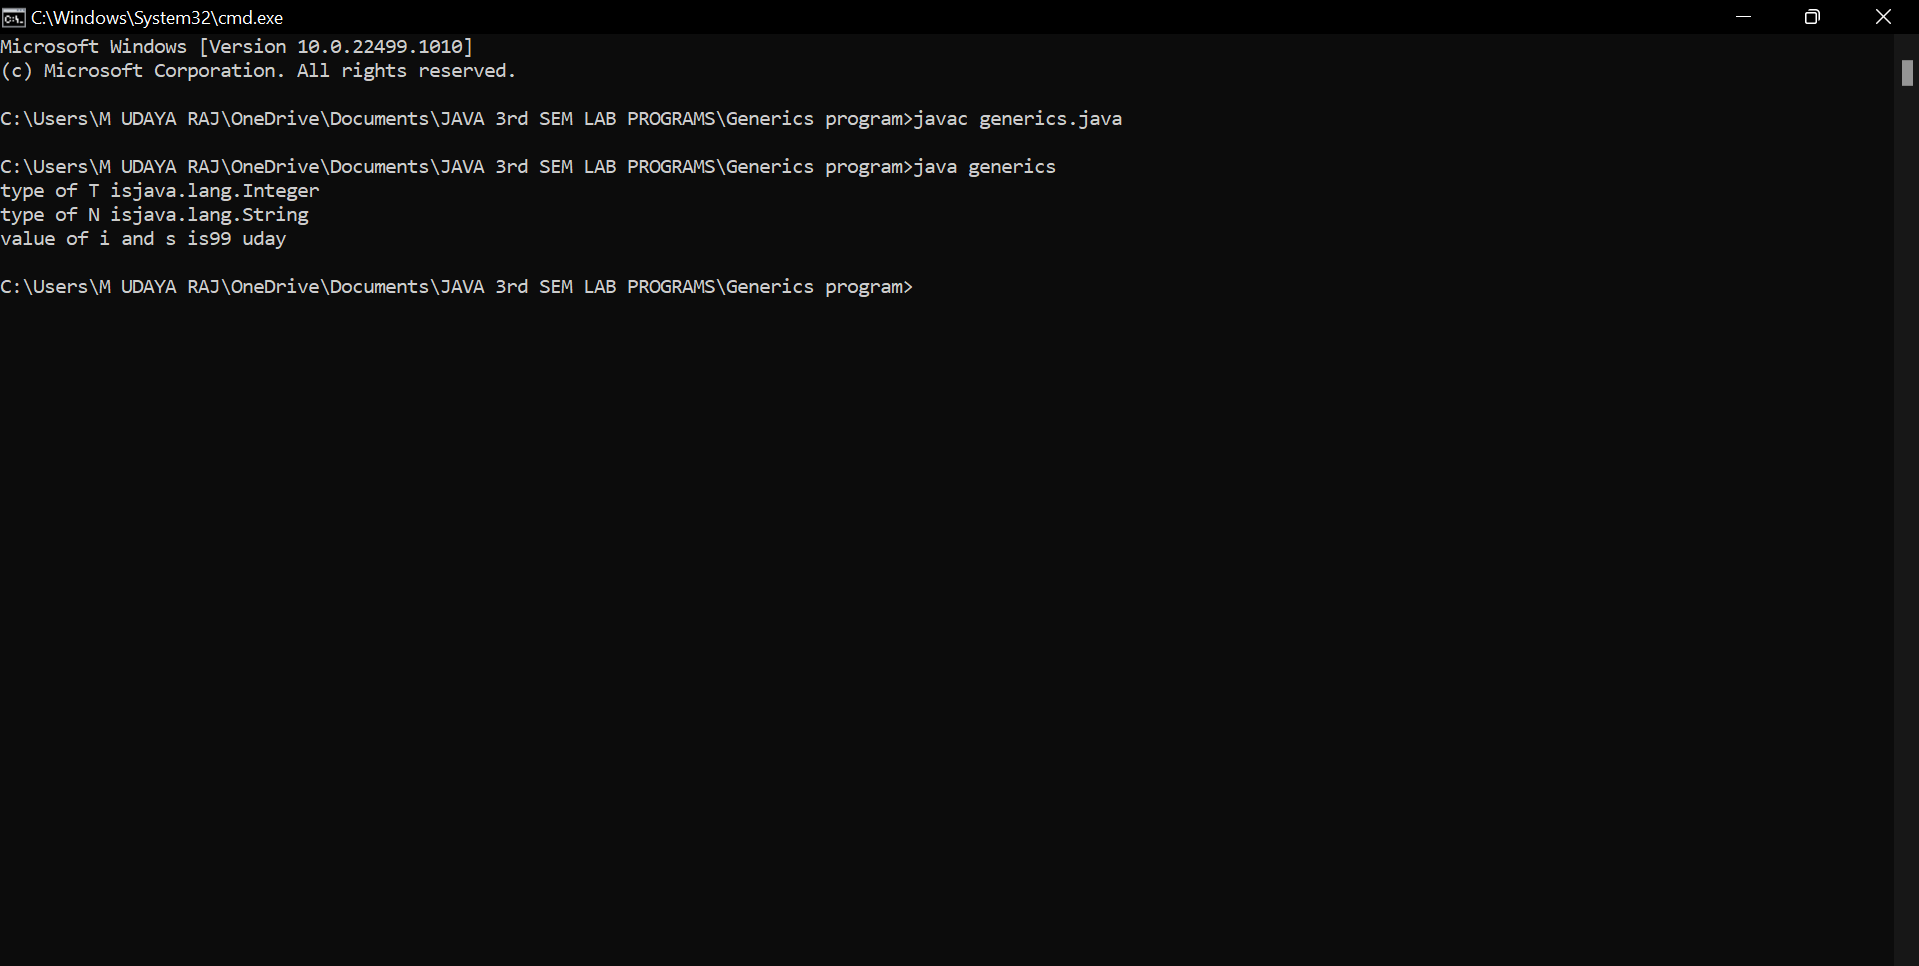 C:\Windows\System32\cmd.exe
Microsoft Windows [Version 10.0.22499.1010]
(c) Microsoft Corporation. All rights reserved.
C:\Users\M UDAYA RAJ\OneDrive\Documents\JAVA 3rd SEM LAB PROGRAMS\Generics program>javac generics.java
C:\Users\M UDAYA RAJ\OneDrive\Documents\JAVA 3rd SEM LAB PROGRAMS\Generics program>java generics
type of T isjava.lang.Integer
type of N isjava.lang.String
value of i and s is99 uday
C:\Users\M UDAYA RAJ\OneDrive\Documents\JAVA 3rd SEM LAB PROGRAMS\Generics program>